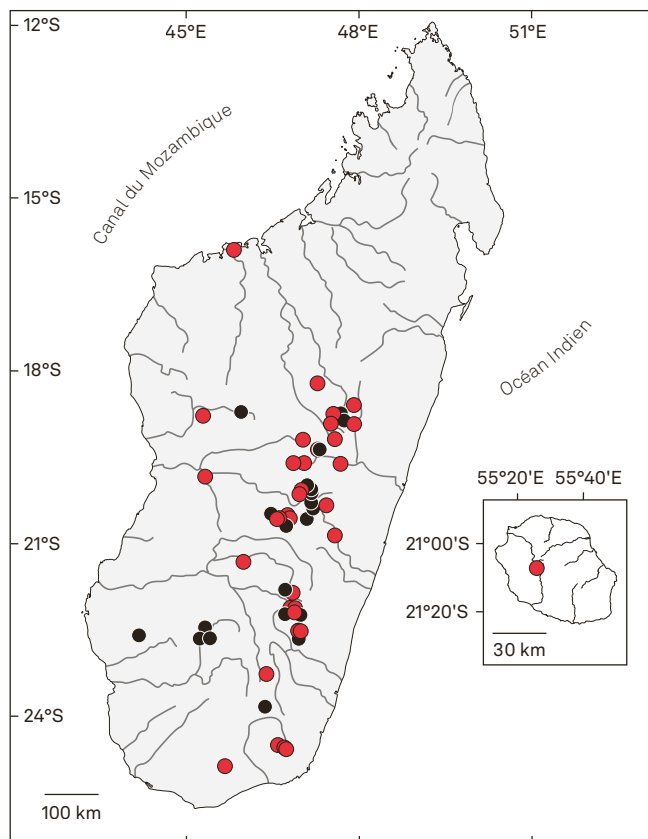 45°E 48°E 51°E
12°S
Canal du Mozambique
15°S
18°S
Océan Indien
55°20'E 55°40'E
21°S
21°00'S
21°20'S
30 km
24°S
100 km